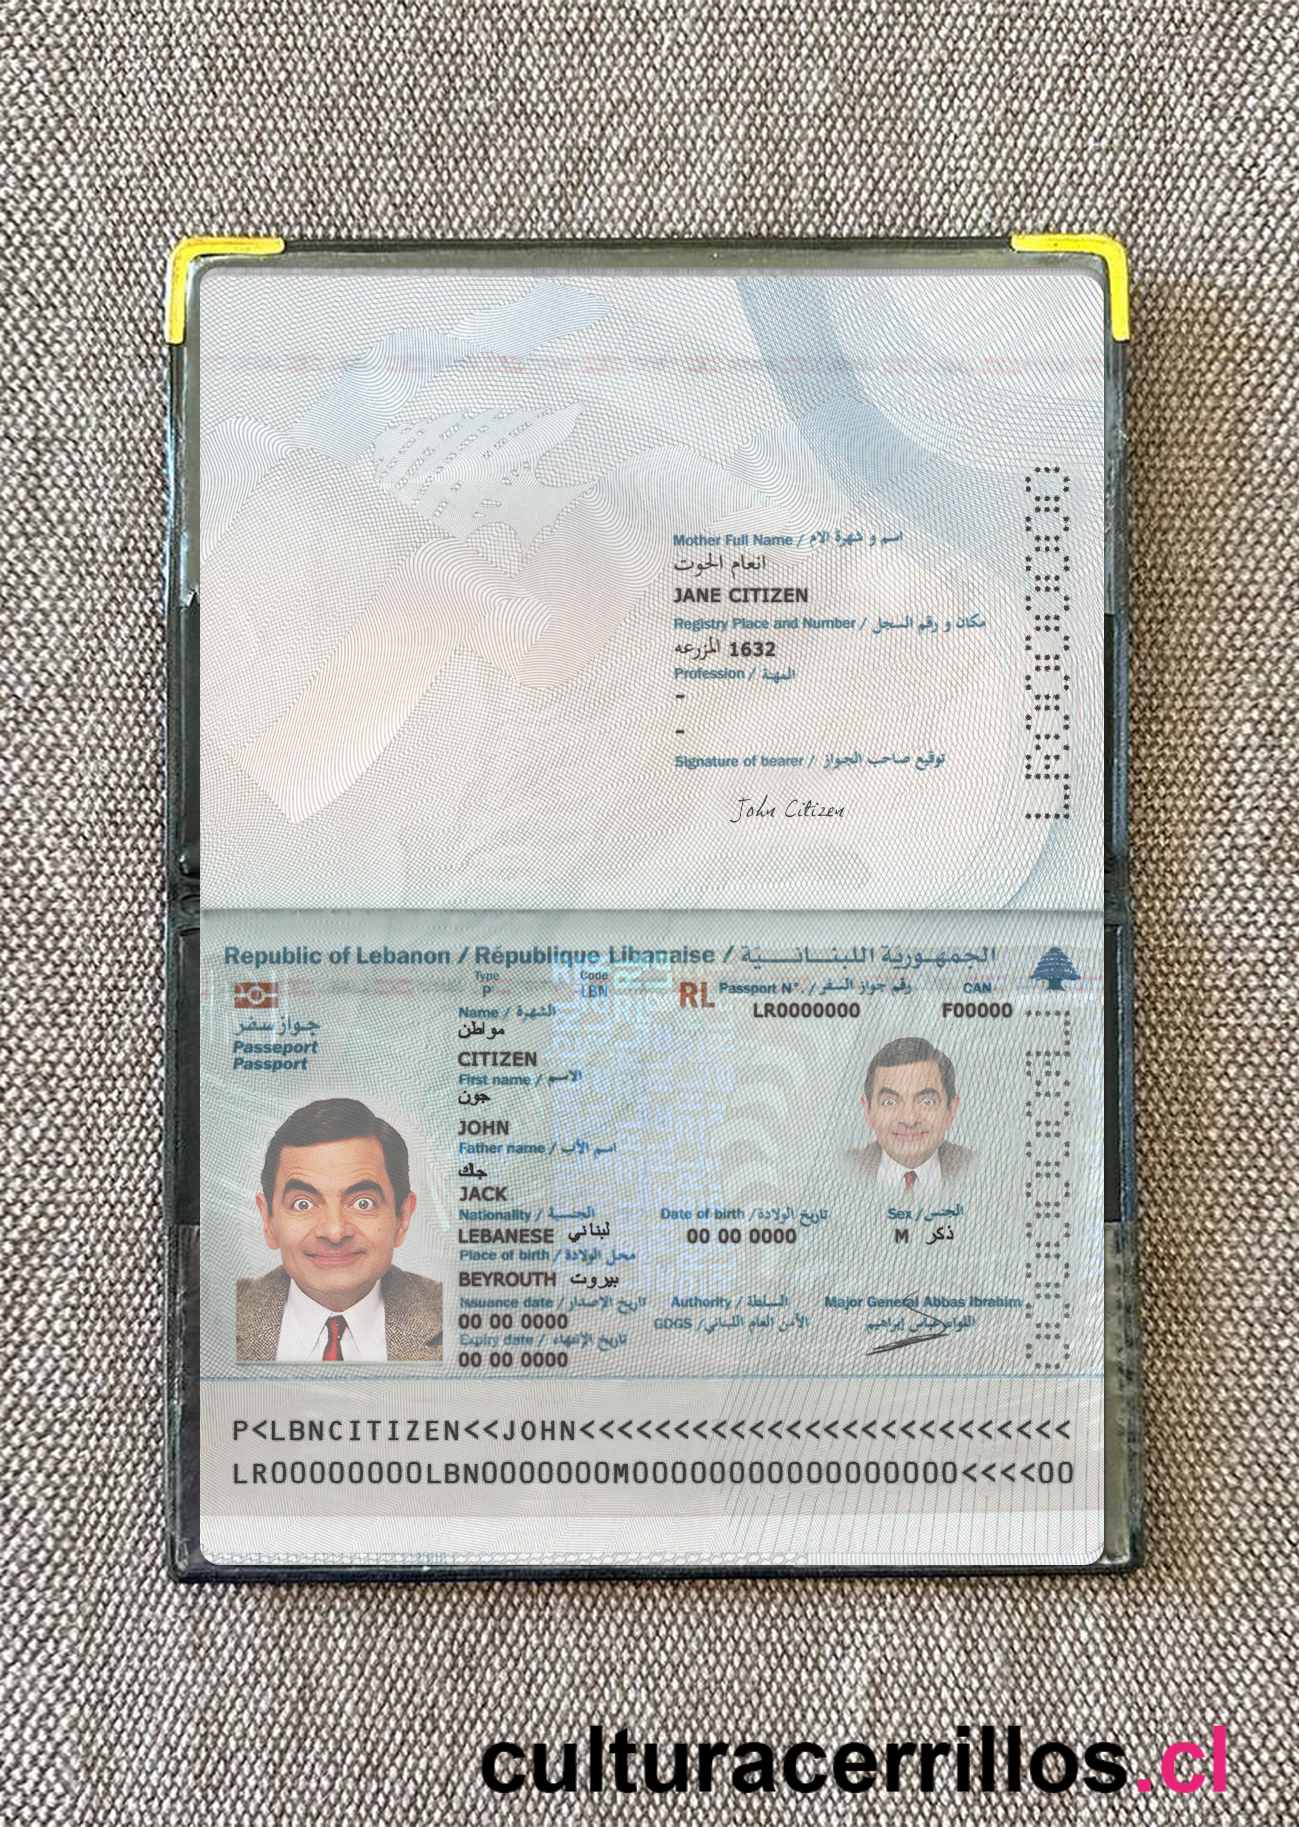 Mother Full Name / اسم و شهرة الام
انعام الحوت
JANE CITIZEN
Registry Place and Number / مكان و رقم السجل
المزرعه 1632
Profession / المهنة
-
-
Signature of bearer / توقيع صاحب الجواز
John Citizen
Republic of Lebanon / République Libanaise / الجمهورية اللبنانية
Type
P
Code
LBN
RL
Passport N°. / رقم جواز السفر
LR0000000
CAN
F00000
جواز سفر
Passeport
Passport
Name / الشهرة
مواطن
CITIZEN
First name / الاسم
جون
JOHN
Father name / اسم الأب
جاك
JACK
Nationality / الجنسية
LEBANESE لبناني
Date of birth / تاريخ الولادة
00 00 0000
Sex / الجنس
M ذكر
Place of birth / محل الولادة
BEYROUTH بيروت
Issuance date / تاريخ الإصدار
00 00 0000
Authority / السلطة
GDGS / الأمن العام اللبناني
Major General Abbas Ibrahim
اللواء عباس إبراهيم
Expiry date / تاريخ الإنتهاء
00 00 0000
P<LBNCITIZEN<<JOHN<<<<<<<<<<<<<<<<<<<<<<<<<<
LR00000000LBN0000000M00000000000000000<<<<00
culturacerrillos.cl